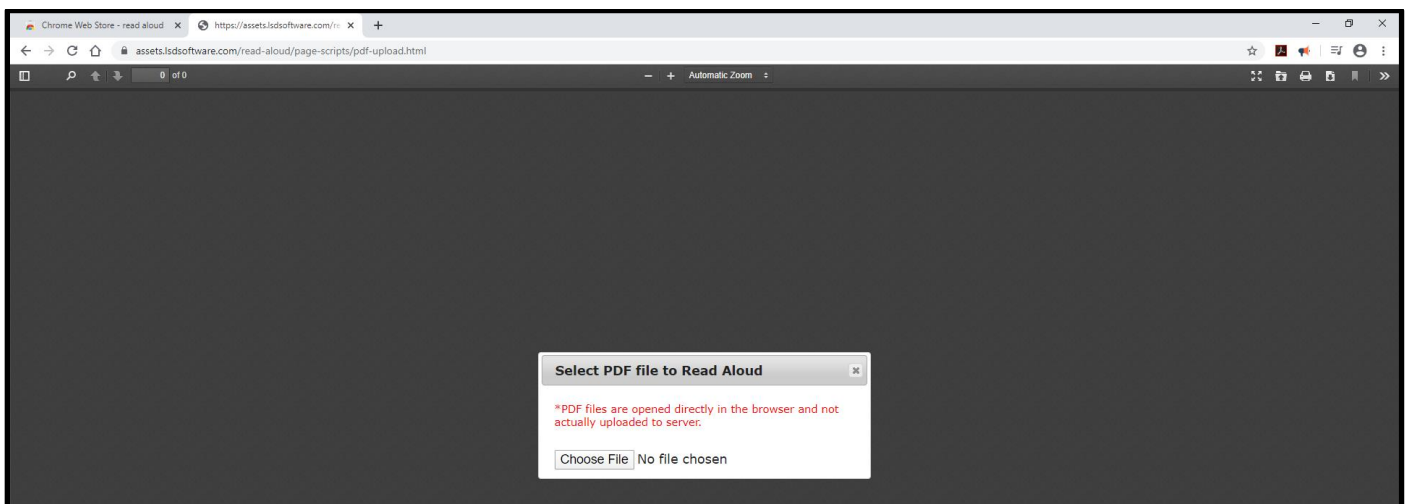 Chrome Web Store - read aloud
https://assets.lsdsoftware.com/re
assets.lsdsoftware.com/read-aloud/page-scripts/pdf-upload.html
0 of 0
Automatic Zoom
Select PDF file to Read Aloud
*PDF files are opened directly in the browser and not
actually uploaded to server.
Choose File No file chosen